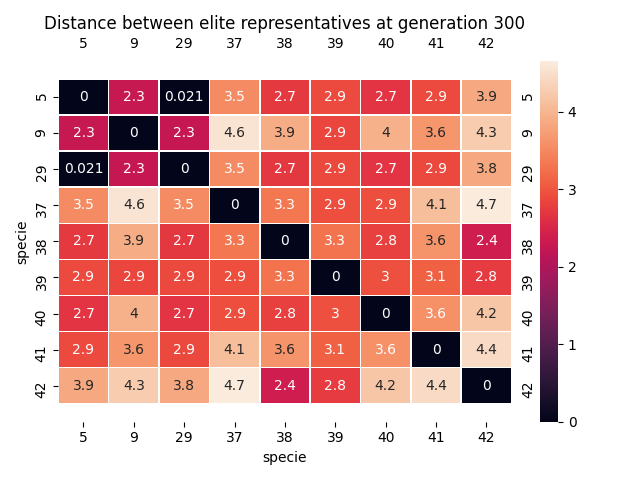 Distance between elite representatives at generation 300
5 9 29 37 38 39 40 41 42
5 0 2.3 0.021 3.5 2.7 2.9 2.7 2.9 3.9 5
9 2.3 0 2.3 4.6 3.9 2.9 4 3.6 4.3 9
29 0.021 2.3 0 3.5 2.7 2.9 2.7 2.9 3.8 29
37 3.5 4.6 3.5 0 3.3 2.9 2.9 4.1 4.7 37
38 2.7 3.9 2.7 3.3 0 3.3 2.8 3.6 2.4 38
39 2.9 2.9 2.9 2.9 3.3 0 3 3.1 2.8 39
40 2.7 4 2.7 2.9 2.8 3 0 3.6 4.2 40
41 2.9 3.6 2.9 4.1 3.6 3.1 3.6 0 4.4 41
42 3.9 4.3 3.8 4.7 2.4 2.8 4.2 4.4 0 42
5 9 29 37 38 39 40 41 42
specie
specie
4
3
2
1
0